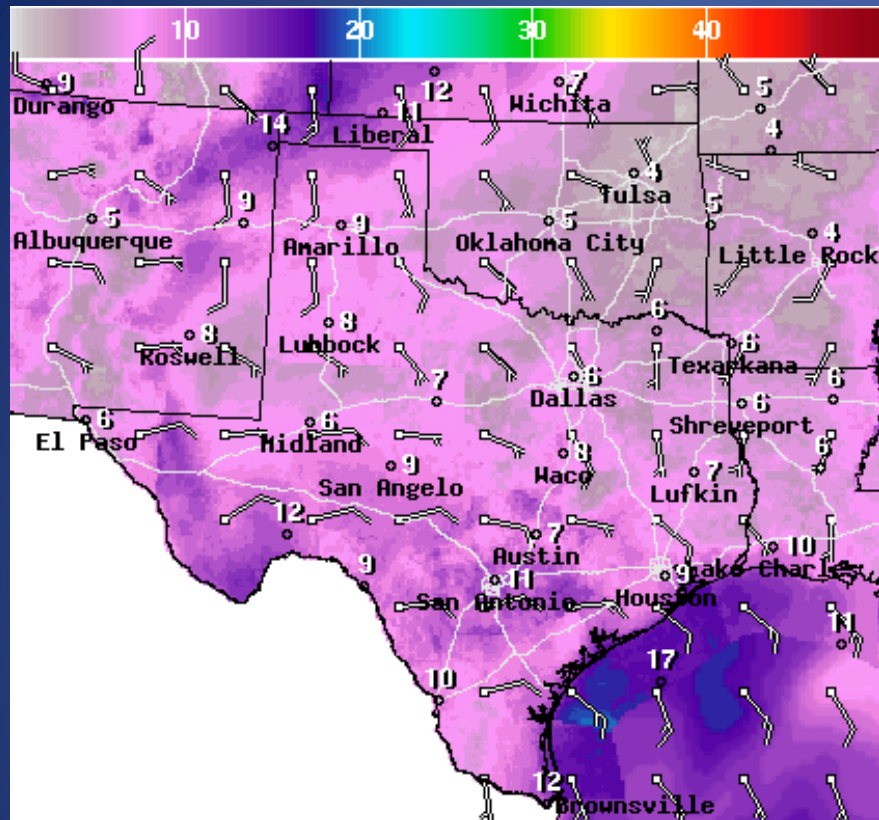 10 20 30 40
9 12 7 5
Durango Wichita
14 11 4
Liberal
4
Tulsa
5 9 9 5 5 4
Albuquerque Amarillo Oklahoma City Little Rock
8 8 6 6
Roswell Lubbock Texarkana
7 6 6 6
Dallas
6 6 Shreveport
El Paso Midland
9 8 7 6
San Angelo Waco Lufkin
12 7 10
Austin
9 11 9 Lake Charles
San Antonio Houston
11
10 17
12
Brownsville